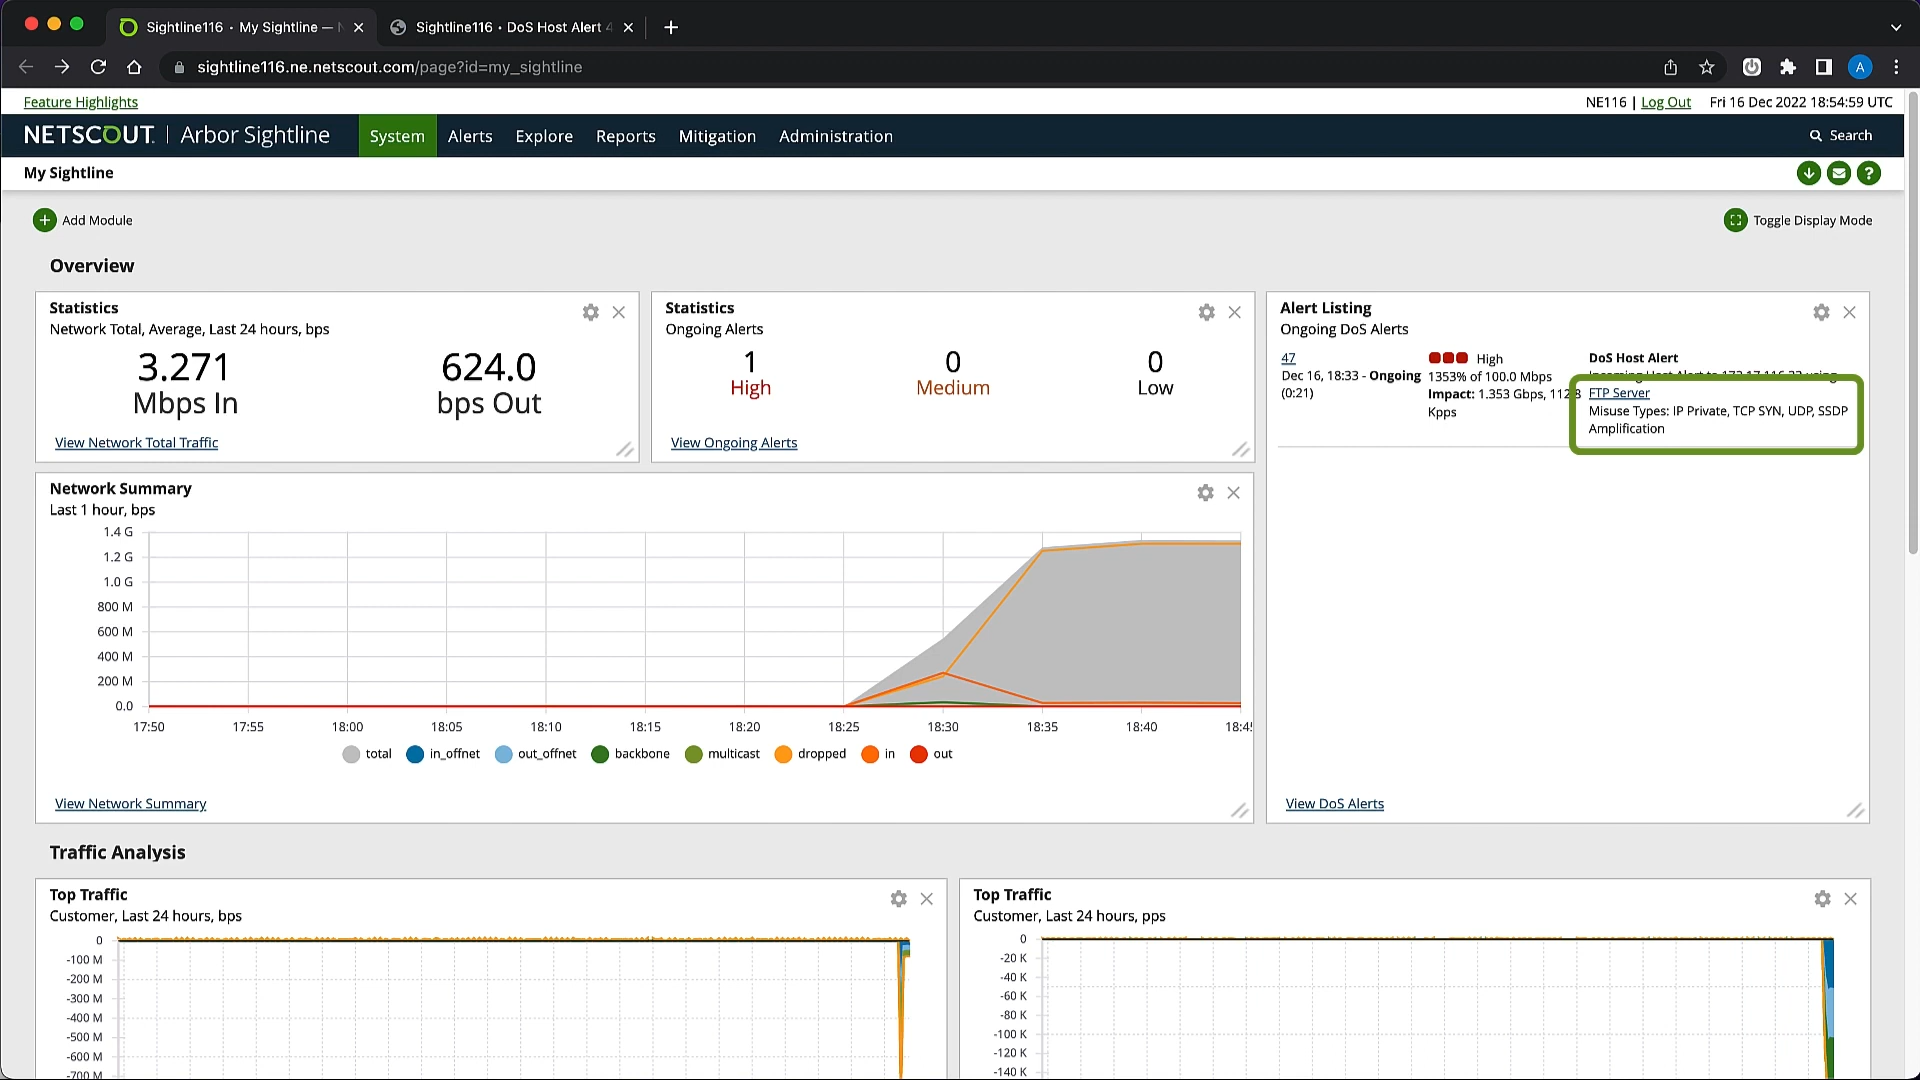 Sightline116 • My Sightline —
Sightline116 • DoS Host Alert
sightline116.ne.netscout.com/page?id=my_sightline
A
Feature Highlights
NE116 | Log Out Fri 16 Dec 2022 18:54:59 UTC
NETSCOUT. | Arbor Sightline
System Alerts Explore Reports Mitigation Administration
Search
My Sightline
?
Add Module
Toggle Display Mode
Overview
Statistics
Network Total, Average, Last 24 hours, bps
3.271
Mbps In
624.0
bps Out
View Network Total Traffic
Statistics
Ongoing Alerts
1
High
0
Medium
0
Low
View Ongoing Alerts
Alert Listing
Ongoing DoS Alerts
47
Dec 16, 18:33 - Ongoing
(0:21)
High
1353% of 100.0 Mbps
Impact: 1.353 Gbps, 112.8
Kpps
DoS Host Alert
FTP Server
Misuse Types: IP Private, TCP SYN, UDP, SSDP
Amplification
View DoS Alerts
Network Summary
Last 1 hour, bps
1.4 G
1.2 G
1.0 G
800 M
600 M
400 M
200 M
0.0
17:50 17:55 18:00 18:05 18:10 18:15 18:20 18:25 18:30 18:35 18:40 18:4
total in_offnet out_offnet backbone multicast dropped in out
View Network Summary
Traffic Analysis
Top Traffic
Customer, Last 24 hours, bps
0
-100 M
-200 M
-300 M
-400 M
-500 M
-600 M
-700 M
Top Traffic
Customer, Last 24 hours, pps
0
-20 K
-40 K
-60 K
-80 K
-100 K
-120 K
-140 K